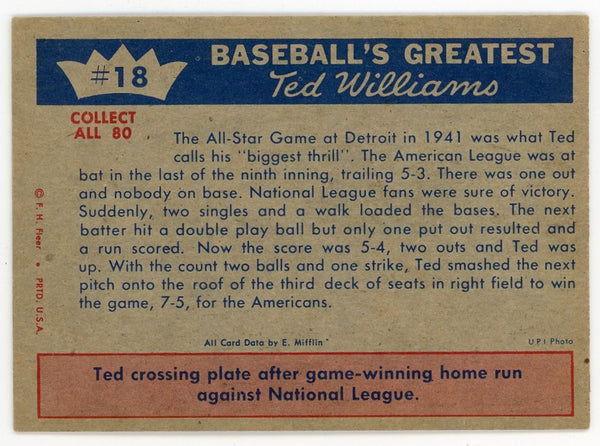 #18
BASEBALL'S GREATEST
Ted Williams
COLLECT
ALL 80
The All-Star Game at Detroit in 1941 was what Ted
calls his "biggest thrill". The American League was at
bat in the last of the ninth inning, trailing 5-3. There was one out
and nobody on base. National League fans were sure of victory.
Suddenly, two singles and a walk loaded the bases. The next
batter hit a double play ball but only one put out resulted and
a run scored. Now the score was 5-4, two outs and Ted was
up. With the count two balls and one strike, Ted smashed the next
pitch onto the roof of the third deck of seats in right field to win
the game, 7-5, for the Americans.
© F. H. Fleer • PRTD. U.S.A.
All Card Data by E. Mifflin
UPI Photo
Ted crossing plate after game-winning home run
against National League.